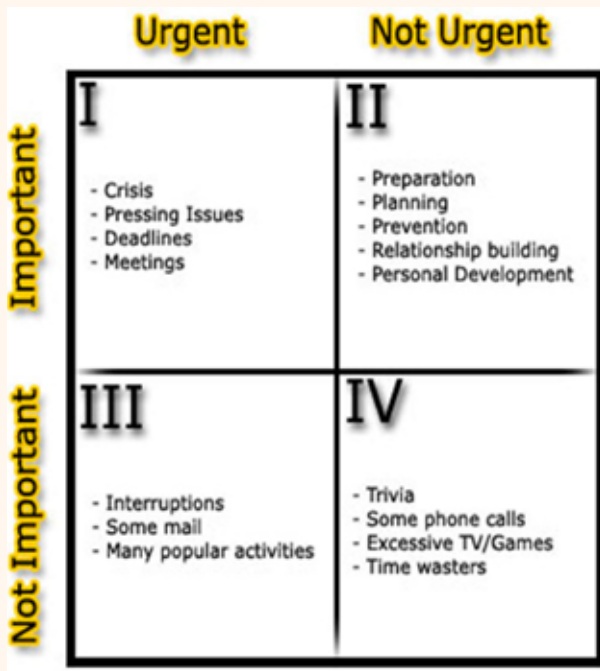 Urgent
Not Urgent
Important
I
- Crisis
- Pressing Issues
- Deadlines
- Meetings
II
- Preparation
- Planning
- Prevention
- Relationship building
- Personal Development
Not Important
III
- Interruptions
- Some mail
- Many popular activities
IV
- Trivia
- Some phone calls
- Excessive TV/Games
- Time wasters